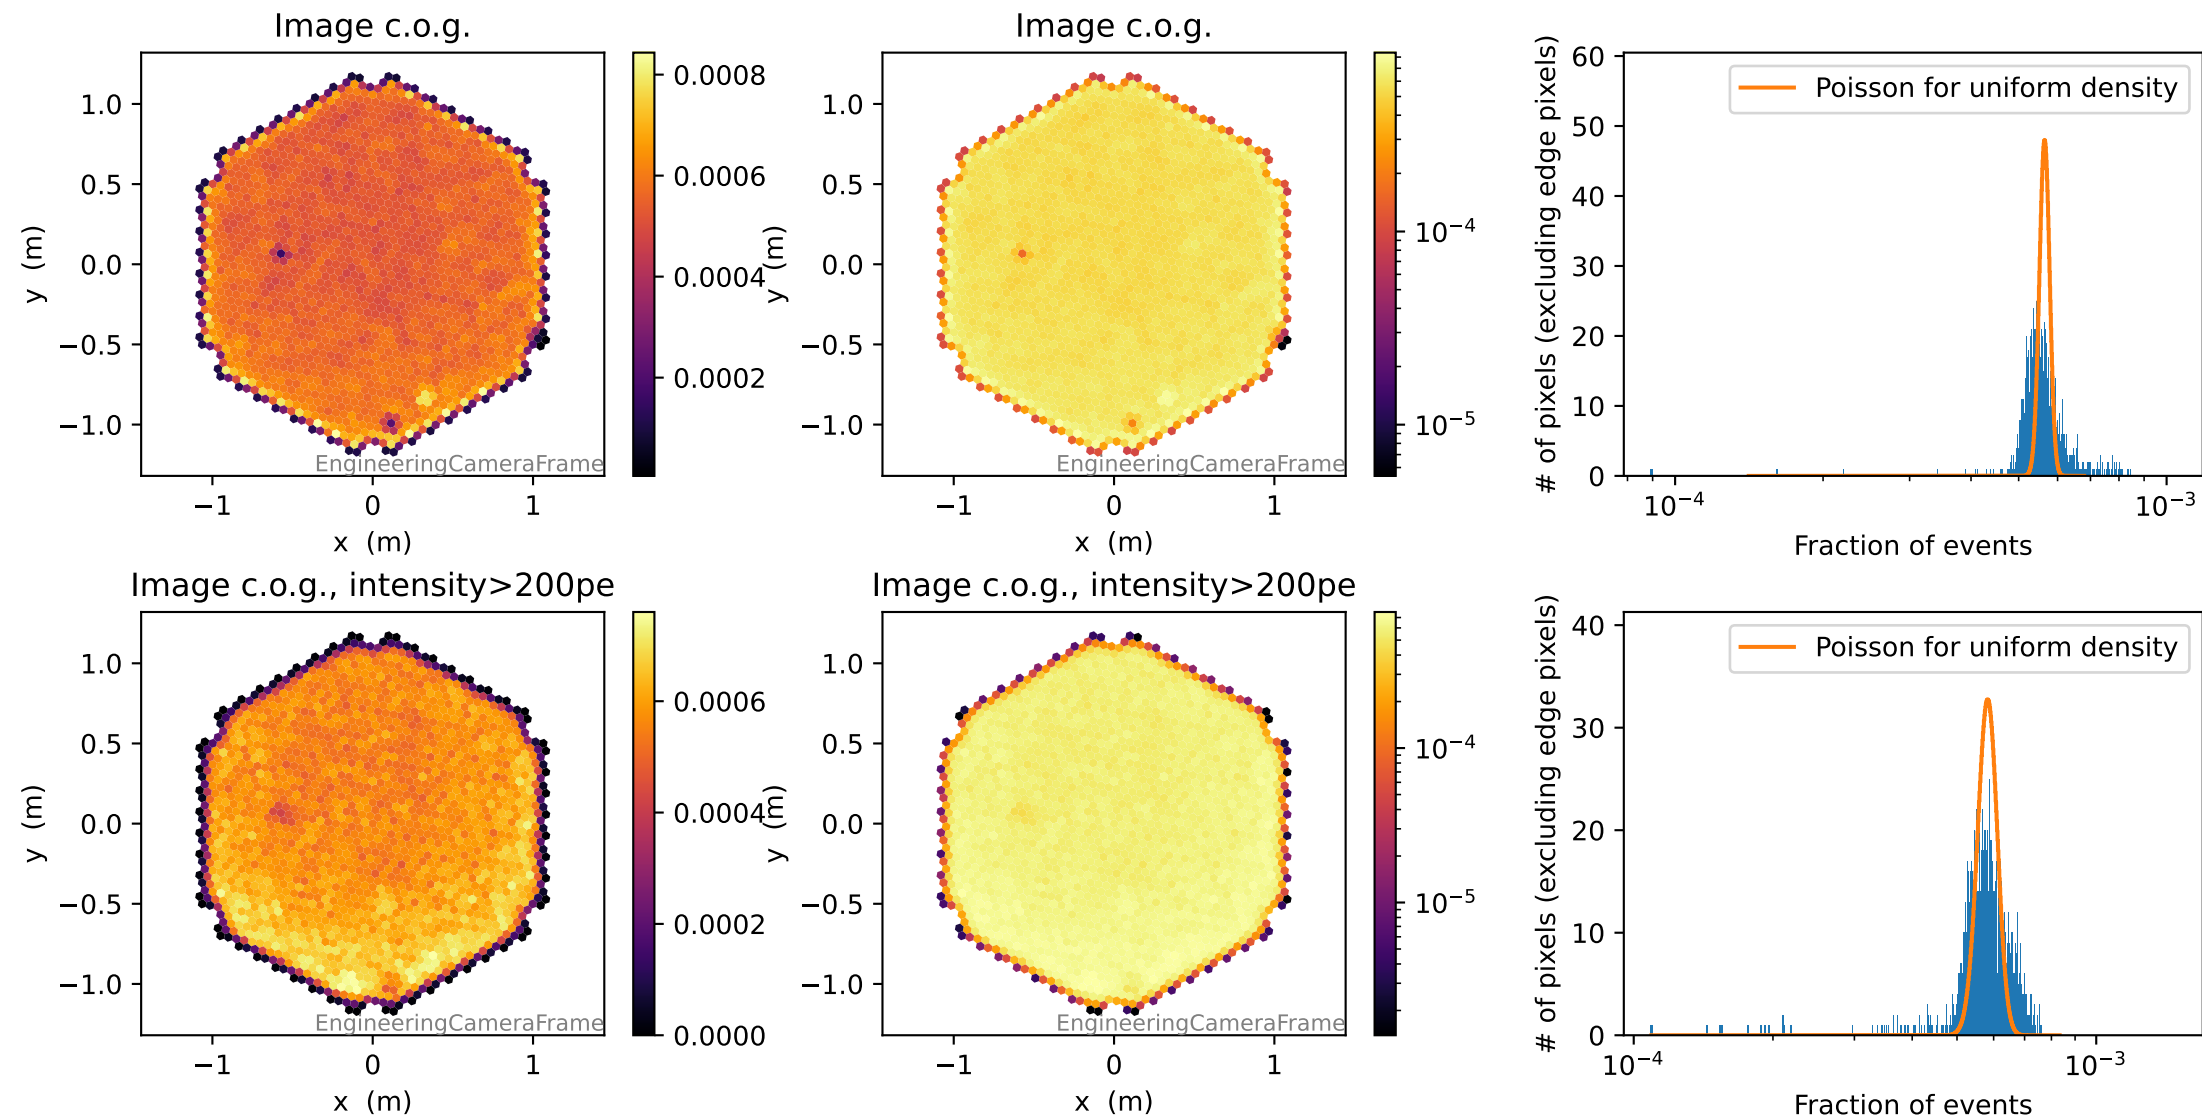 Image c.o.g.
1.0
0.5
0.0
−0.5
−1.0
y (m)
−1
0
1
x (m)
EngineeringCameraFrame
0.0008
0.0006
0.0004
0.0002
Image c.o.g.
1.0
0.5
0.0
−0.5
−1.0
y (m)
−1
0
1
x (m)
EngineeringCameraFrame
10⁻⁴
10⁻⁵
60
50
40
30
20
10
0
# of pixels (excluding edge pixels)
Poisson for uniform density
10⁻⁴
10⁻³
Fraction of events
Image c.o.g., intensity>200pe
1.0
0.5
0.0
−0.5
−1.0
y (m)
−1
0
1
x (m)
EngineeringCameraFrame
0.0006
0.0004
0.0002
0.0000
Image c.o.g., intensity>200pe
1.0
0.5
0.0
−0.5
−1.0
y (m)
−1
0
1
x (m)
EngineeringCameraFrame
10⁻⁴
10⁻⁵
40
30
20
10
0
# of pixels (excluding edge pixels)
Poisson for uniform density
10⁻⁴
10⁻³
Fraction of events